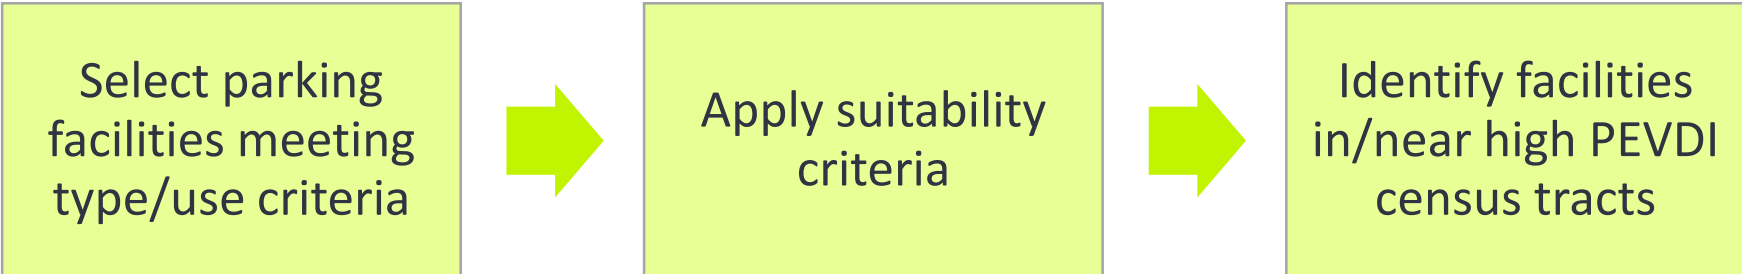 Select parking
facilities meeting
type/use criteria
Apply suitability
criteria
Identify facilities
in/near high PEVDI
census tracts